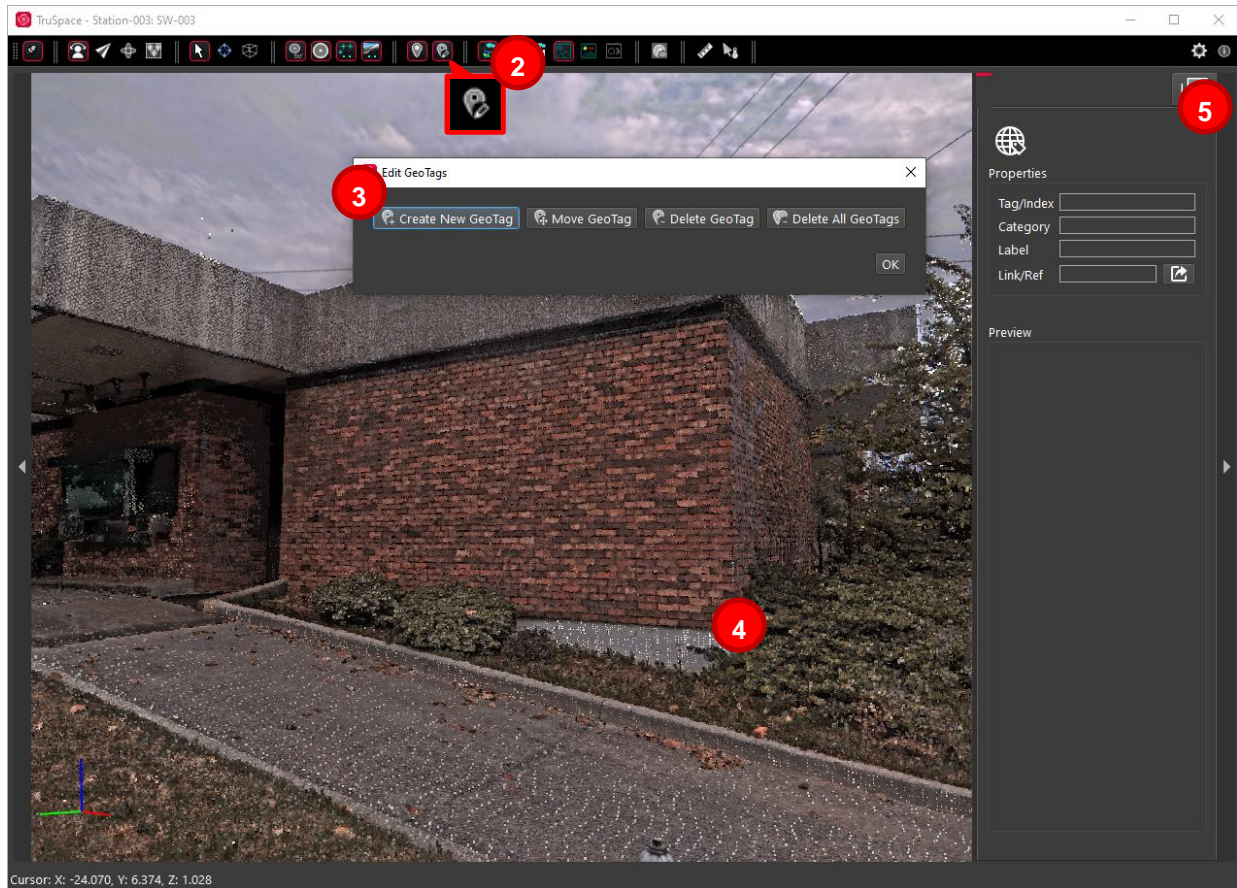 TruSpace - Station-003: SW-003
2
5
3
Edit GeoTags
Create New GeoTag
Move GeoTag
Delete GeoTag
Delete All GeoTags
OK
Properties
Tag/Index
Category
Label
Link/Ref
Preview
4
Cursor: X: -24.070, Y: 6.374, Z: 1.028